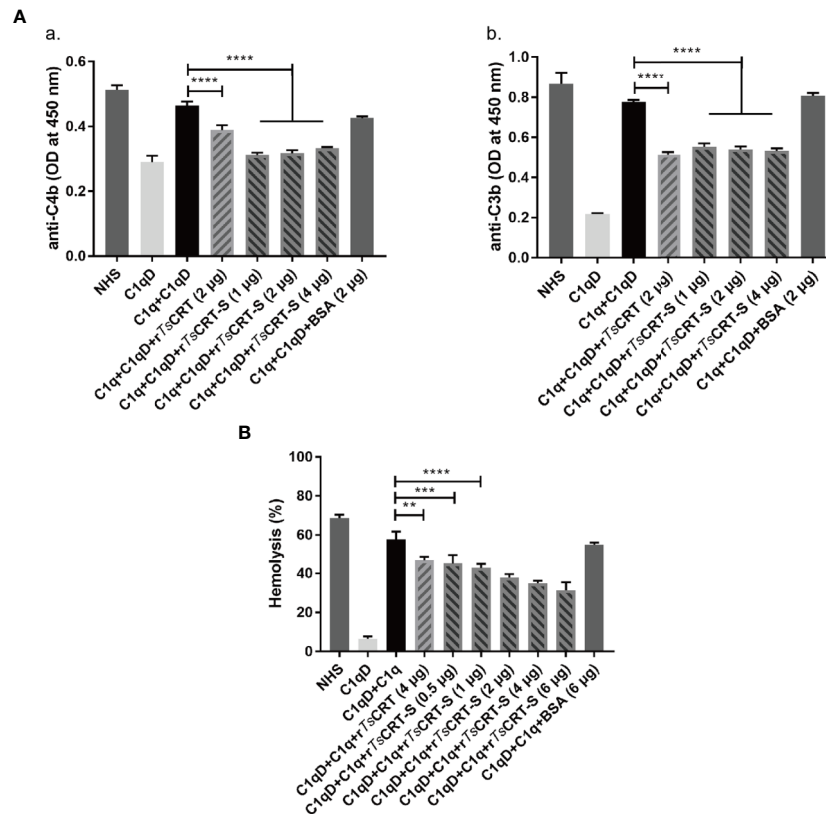 A
a.
anti-C4b (OD at 450 nm)
0.6
0.4
0.2
0.0
****
****
NHS
C1qD
C1q+C1qD
C1q+C1qD+rTsCRT (2 µg)
C1q+C1qD+rTsCRT-S (1 µg)
C1q+C1qD+rTsCRT-S (2 µg)
C1q+C1qD+rTsCRT-S (4 µg)
C1q+C1qD+BSA (2 µg)
b.
anti-C3b (OD at 450 nm)
1.0
0.8
0.6
0.4
0.2
0.0
****
****
NHS
C1qD
C1q+C1qD
C1q+C1qD+rTsCRT (2 µg)
C1q+C1qD+rTsCRT-S (1 µg)
C1q+C1qD+rTsCRT-S (2 µg)
C1q+C1qD+rTsCRT-S (4 µg)
C1q+C1qD+BSA (2 µg)
B
Hemolysis (%)
100
80
60
40
20
0
****
***
**
NHS
C1qD
C1qD+C1q
C1qD+C1q+rTsCRT (4 µg)
C1qD+C1q+rTsCRT-S (0.5 µg)
C1qD+C1q+rTsCRT-S (1 µg)
C1qD+C1q+rTsCRT-S (2 µg)
C1qD+C1q+rTsCRT-S (4 µg)
C1qD+C1q+rTsCRT-S (6 µg)
C1qD+C1q+BSA (6 µg)